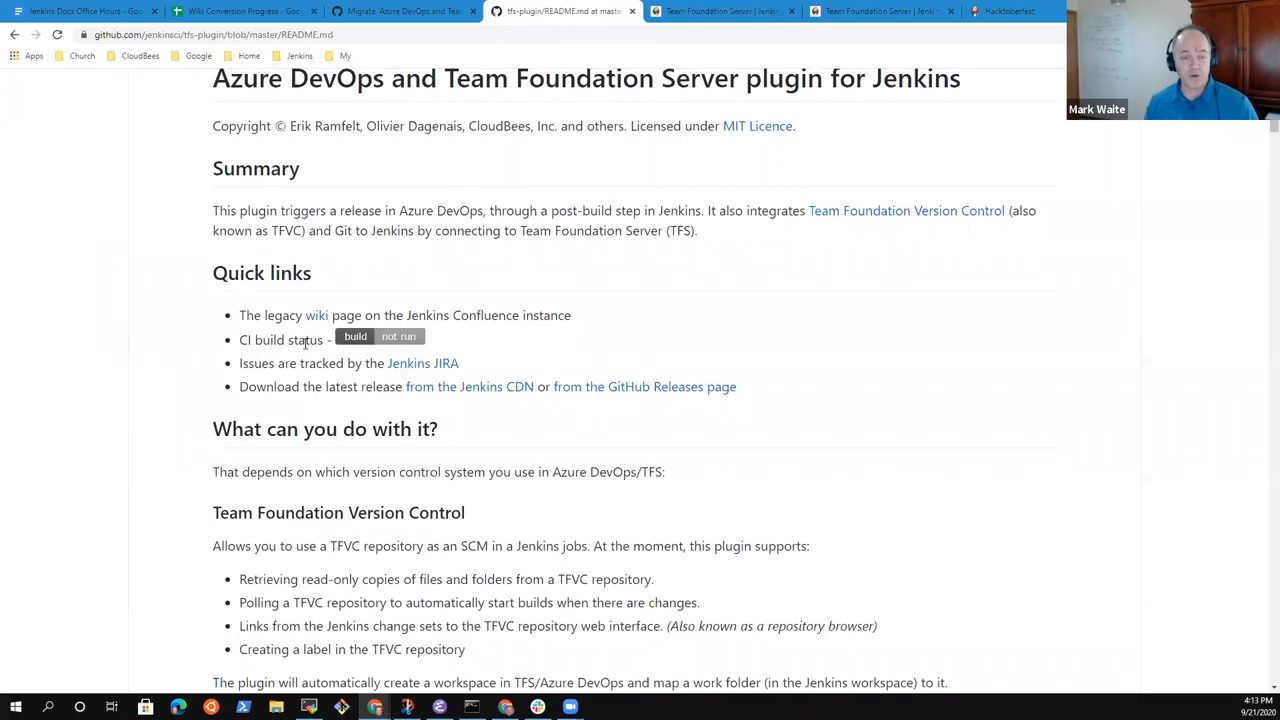 Jenkins Docs Office Hours - Goo
Wiki Conversion Progress - Goog
Migrate 'Azure DevOps and Team
tfs-plugin/README.md at master
Team Foundation Server | Jenkin
Team Foundation Server | Jenkin
Hacktoberfest
github.com/jenkinsci/tfs-plugin/blob/master/README.md
Apps
Church
CloudBees
Google
Home
Jenkins
My
Mark Waite
Azure DevOps and Team Foundation Server plugin for Jenkins
Copyright © Erik Ramfelt, Olivier Dagenais, CloudBees, Inc. and others. Licensed under MIT Licence.
Summary
This plugin triggers a release in Azure DevOps, through a post-build step in Jenkins. It also integrates Team Foundation Version Control (also
known as TFVC) and Git to Jenkins by connecting to Team Foundation Server (TFS).
Quick links
• The legacy wiki page on the Jenkins Confluence instance
• CI build status - build not run
• Issues are tracked by the Jenkins JIRA
• Download the latest release from the Jenkins CDN or from the GitHub Releases page
What can you do with it?
That depends on which version control system you use in Azure DevOps/TFS:
Team Foundation Version Control
Allows you to use a TFVC repository as an SCM in a Jenkins jobs. At the moment, this plugin supports:
• Retrieving read-only copies of files and folders from a TFVC repository.
• Polling a TFVC repository to automatically start builds when there are changes.
• Links from the Jenkins change sets to the TFVC repository web interface. (Also known as a repository browser)
• Creating a label in the TFVC repository
The plugin will automatically create a workspace in TFS/Azure DevOps and map a work folder (in the Jenkins workspace) to it.
4:13 PM
9/21/2020